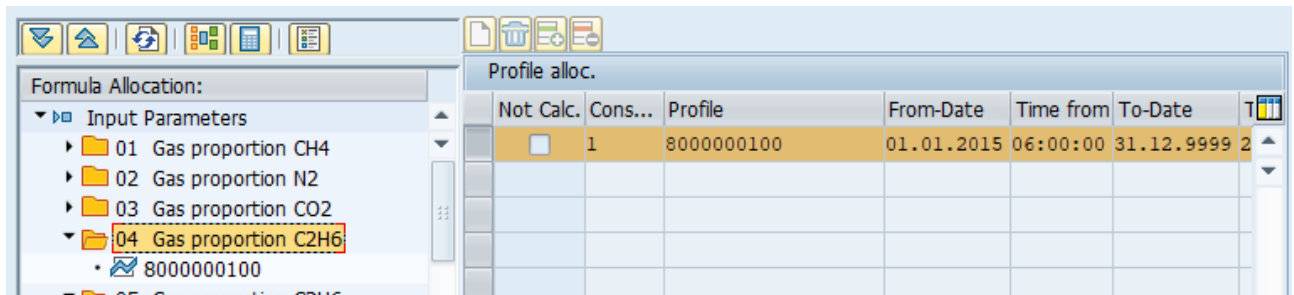 Formula Allocation:
Input Parameters
01 Gas proportion CH4
02 Gas proportion N2
03 Gas proportion CO2
04 Gas proportion C2H6
8000000100
Profile alloc.
Not Calc. Cons... Profile From-Date Time from To-Date T
1 8000000100 01.01.2015 06:00:00 31.12.9999 2